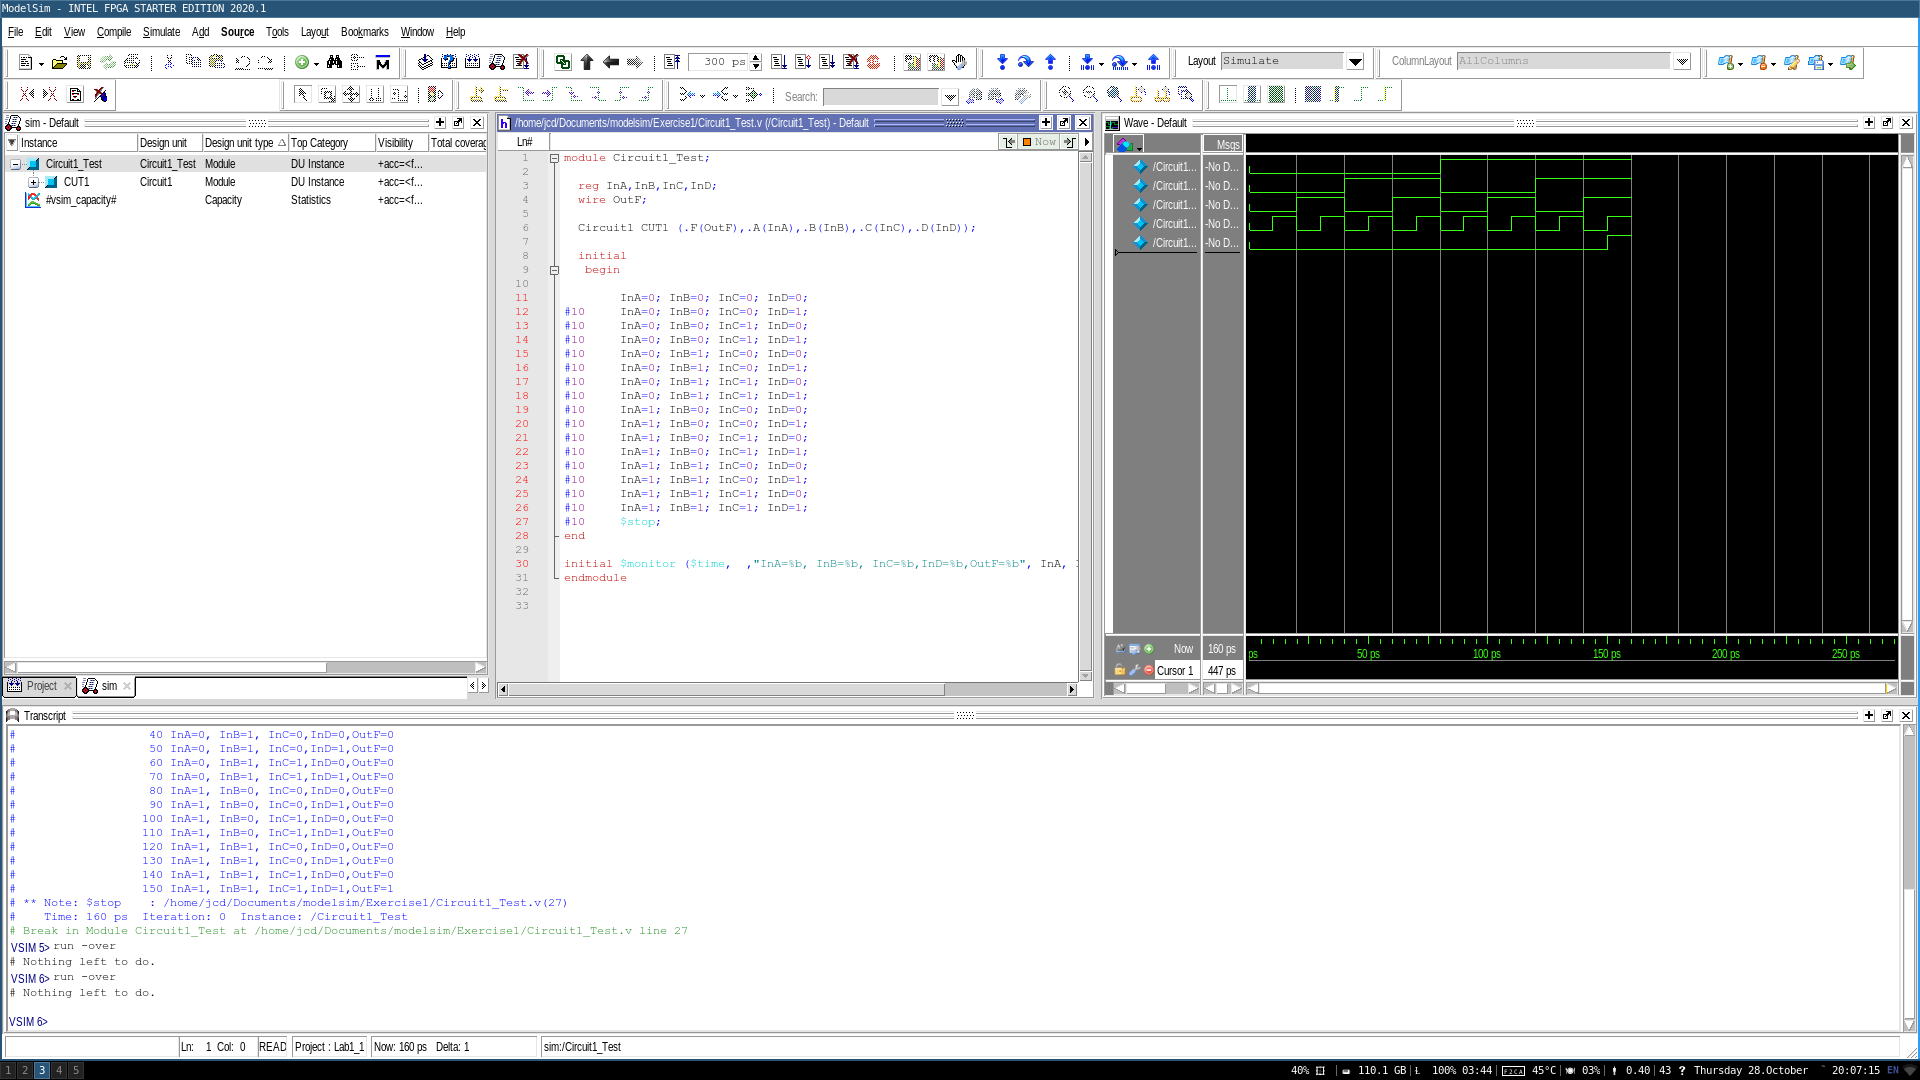 ModelSim - INTEL FPGA STARTER EDITION 2020.1
File Edit View Compile Simulate Add Source Tools Layout Bookmarks Window Help
300 ps
Layout Simulate
ColumnLayout AllColumns
Search:
sim - Default
Instance Design unit Design unit type Top Category Visibility Total coverag
Circuit1_Test Circuit1_Test Module DU Instance +acc=<f...
CUT1 Circuit1 Module DU Instance +acc=<f...
#vsim_capacity# Capacity Statistics +acc=<f...
Project
sim
/home/jcd/Documents/modelsim/Exercise1/Circuit1_Test.v (/Circuit1_Test) - Default
Ln#
Now
1 module Circuit1_Test;
2
3 reg InA,InB,InC,InD;
4 wire OutF;
5
6 Circuit1 CUT1 (.F(OutF),.A(InA),.B(InB),.C(InC),.D(InD));
7
8 initial
9 begin
10
11 InA=0; InB=0; InC=0; InD=0;
12 #10 InA=0; InB=0; InC=0; InD=1;
13 #10 InA=0; InB=0; InC=1; InD=0;
14 #10 InA=0; InB=0; InC=1; InD=1;
15 #10 InA=0; InB=1; InC=0; InD=0;
16 #10 InA=0; InB=1; InC=0; InD=1;
17 #10 InA=0; InB=1; InC=1; InD=0;
18 #10 InA=0; InB=1; InC=1; InD=1;
19 #10 InA=1; InB=0; InC=0; InD=0;
20 #10 InA=1; InB=0; InC=0; InD=1;
21 #10 InA=1; InB=0; InC=1; InD=0;
22 #10 InA=1; InB=0; InC=1; InD=1;
23 #10 InA=1; InB=1; InC=0; InD=0;
24 #10 InA=1; InB=1; InC=0; InD=1;
25 #10 InA=1; InB=1; InC=1; InD=0;
26 #10 InA=1; InB=1; InC=1; InD=1;
27 #10 $stop;
28 end
29
30 initial $monitor ($time, ,"InA=%b, InB=%b, InC=%b,InD=%b,OutF=%b", InA,
31 endmodule
32
33
Wave - Default
Msgs
/Circuit1... -No D...
/Circuit1... -No D...
/Circuit1... -No D...
/Circuit1... -No D...
/Circuit1... -No D...
Now 160 ps
Cursor 1 447 ps
ps 50 ps 100 ps 150 ps 200 ps 250 ps
Transcript
# 40 InA=0, InB=1, InC=0,InD=0,OutF=0
# 50 InA=0, InB=1, InC=0,InD=1,OutF=0
# 60 InA=0, InB=1, InC=1,InD=0,OutF=0
# 70 InA=0, InB=1, InC=1,InD=1,OutF=0
# 80 InA=1, InB=0, InC=0,InD=0,OutF=0
# 90 InA=1, InB=0, InC=0,InD=1,OutF=0
# 100 InA=1, InB=0, InC=1,InD=0,OutF=0
# 110 InA=1, InB=0, InC=1,InD=1,OutF=0
# 120 InA=1, InB=1, InC=0,InD=0,OutF=0
# 130 InA=1, InB=1, InC=0,InD=1,OutF=0
# 140 InA=1, InB=1, InC=1,InD=0,OutF=0
# 150 InA=1, InB=1, InC=1,InD=1,OutF=1
# ** Note: $stop : /home/jcd/Documents/modelsim/Exercise1/Circuit1_Test.v(27)
# Time: 160 ps Iteration: 0 Instance: /Circuit1_Test
# Break in Module Circuit1_Test at /home/jcd/Documents/modelsim/Exercise1/Circuit1_Test.v line 27
VSIM 5> run -over
# Nothing left to do.
VSIM 6> run -over
# Nothing left to do.
VSIM 6>
Ln: 1 Col: 0 READ Project : Lab1_1 Now: 160 ps Delta: 1 sim:/Circuit1_Test
1 2 3 4 5
40% 110.1 GB 100% 03:44 45°C 03% 0.40 43 ? Thursday 28.October 20:07:15 EN